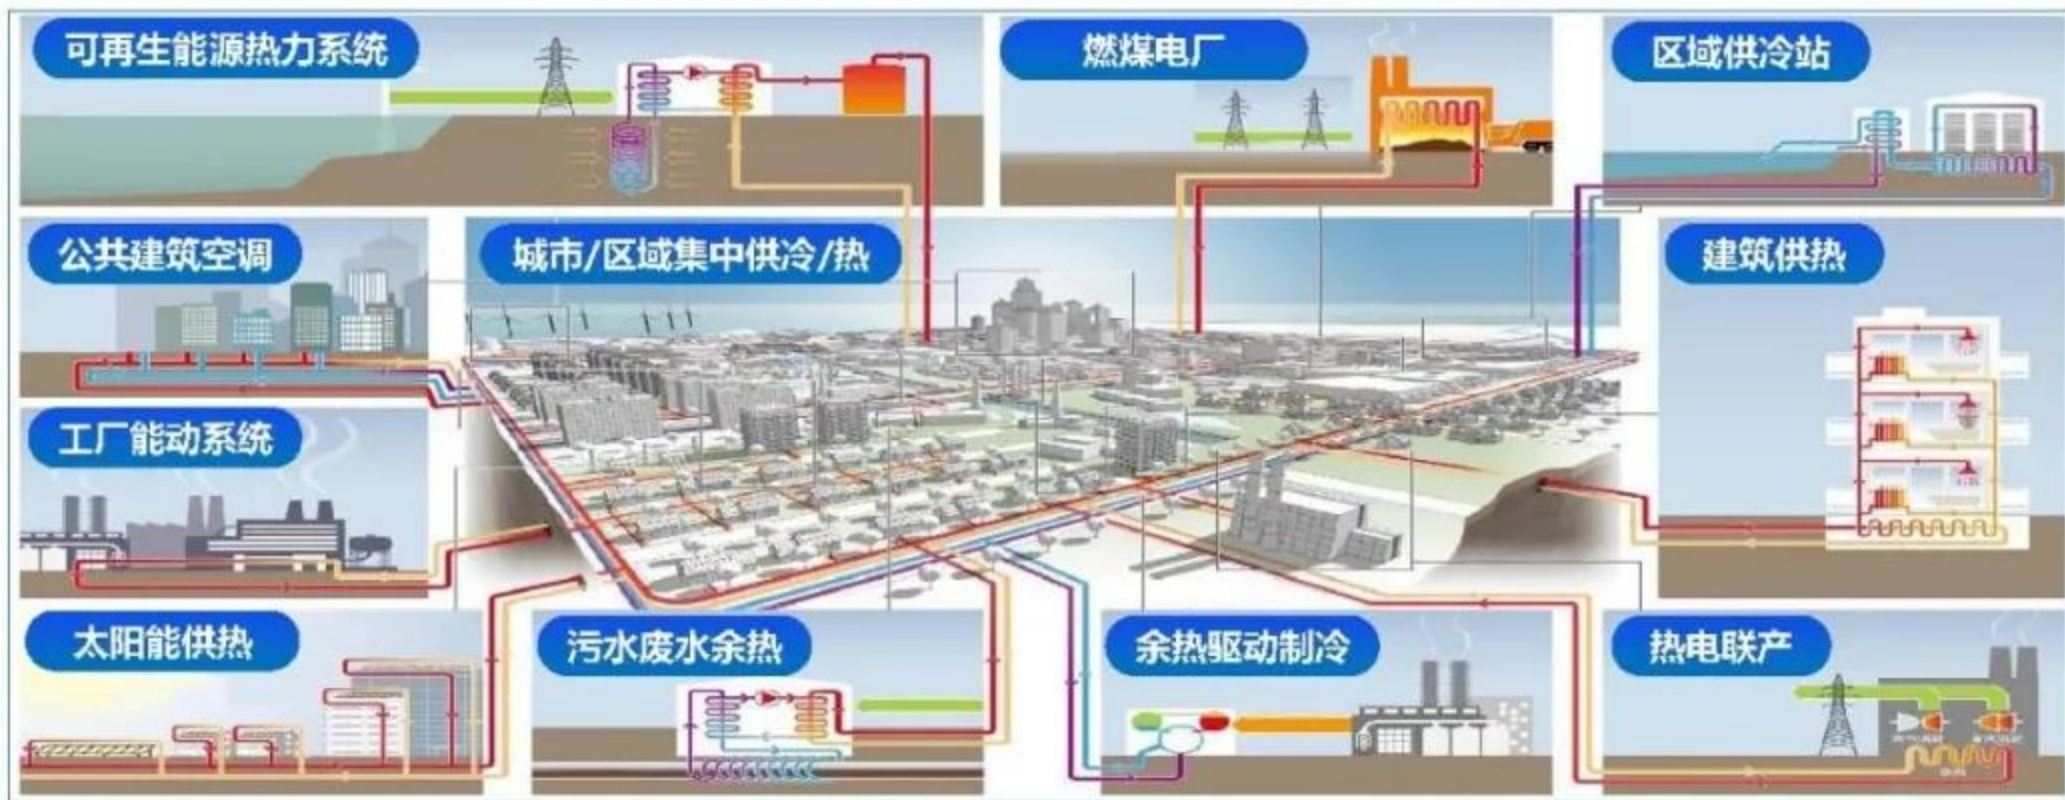 可再生能源热力系统
燃煤电厂
区域供冷站
公共建筑空调
城市/区域集中供冷/热
建筑供热
工厂能动系统
太阳能供热
污水废水余热
余热驱动制冷
热电联产